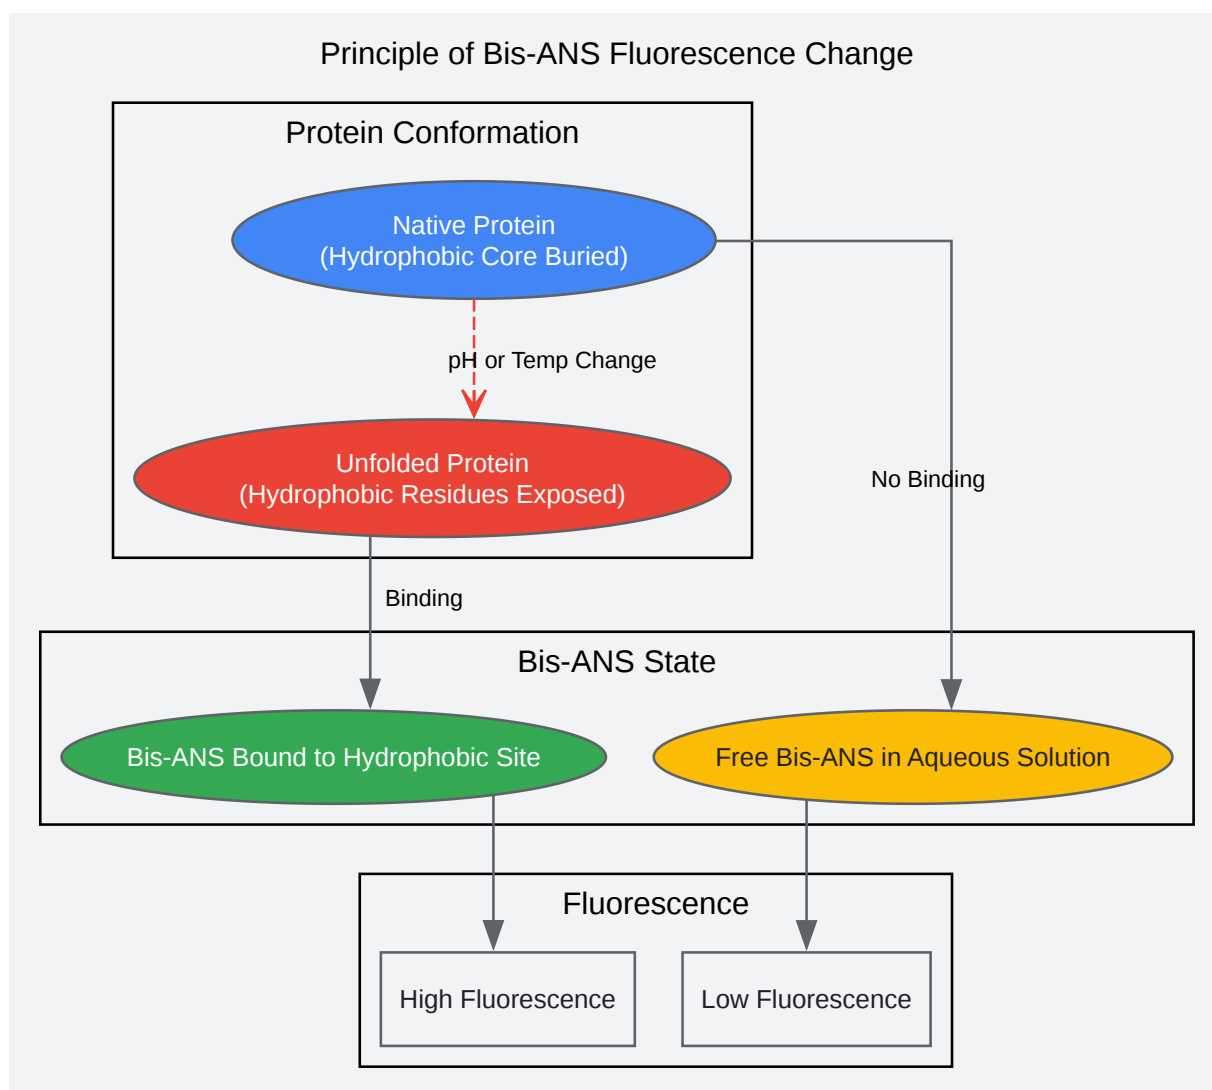 Principle of Bis-ANS Fluorescence Change
Protein Conformation
Native Protein
(Hydrophobic Core Buried)
pH or Temp Change
Unfolded Protein
(Hydrophobic Residues Exposed)
No Binding
Binding
Bis-ANS State
Bis-ANS Bound to Hydrophobic Site
Free Bis-ANS in Aqueous Solution
Fluorescence
High Fluorescence
Low Fluorescence